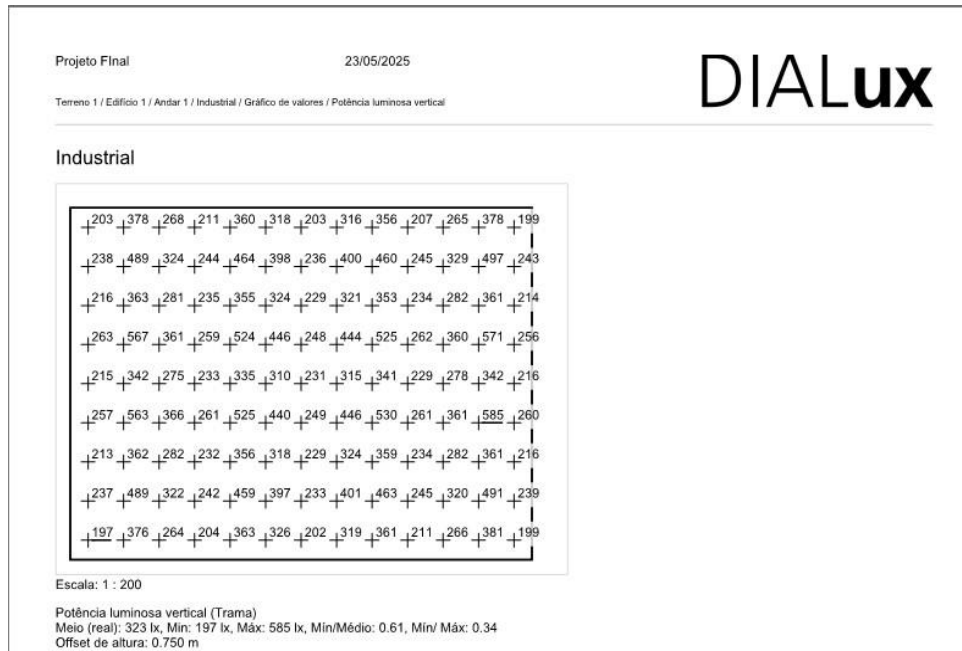 Projeto FInal 23/05/2025
DIALux
Terreno 1 / Edifício 1 / Andar 1 / Industrial / Gráfico de valores / Potência luminosa vertical
Industrial
203 378 268 211 360 318 203 316 356 207 265 378 199
238 489 324 244 464 398 236 400 460 245 329 497 243
216 363 281 235 355 324 229 321 353 234 282 361 214
263 567 361 259 524 446 248 444 525 262 360 571 256
215 342 275 233 335 310 231 315 341 229 278 342 216
257 563 366 261 525 440 249 446 530 261 361 585 260
213 362 282 232 356 318 229 324 359 234 282 361 216
237 489 322 242 459 397 233 401 463 245 320 491 239
197 376 264 204 363 326 202 319 361 211 266 381 199
Escala: 1 : 200
Potência luminosa vertical (Trama)
Meio (real): 323 lx, Min: 197 lx, Máx: 585 lx, Mín/Médio: 0.61, Mín/ Máx: 0.34
Offset de altura: 0.750 m